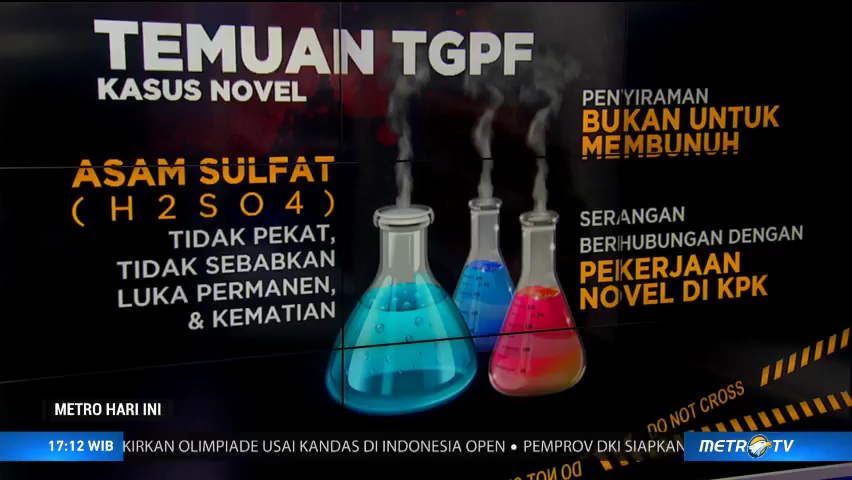 TEMUAN TGPF
KASUS NOVEL
ASAM SULFAT
(H2SO4)
TIDAK PEKAT,
TIDAK SEBABKAN
LUKA PERMANEN,
& KEMATIAN
PENYIRAMAN
BUKAN UNTUK
MEMBUNUH
SERANGAN
BERHUBUNGAN DENGAN
PEKERJAAN
NOVEL DI KPK
DO NOT CROSS
DO NOT
METRO HARI INI
17:12 WIB
KIRKAN OLIMPIADE USAI KANDAS DI INDONESIA OPEN • PEMPROV DKI SIAPKAN
METRO TV